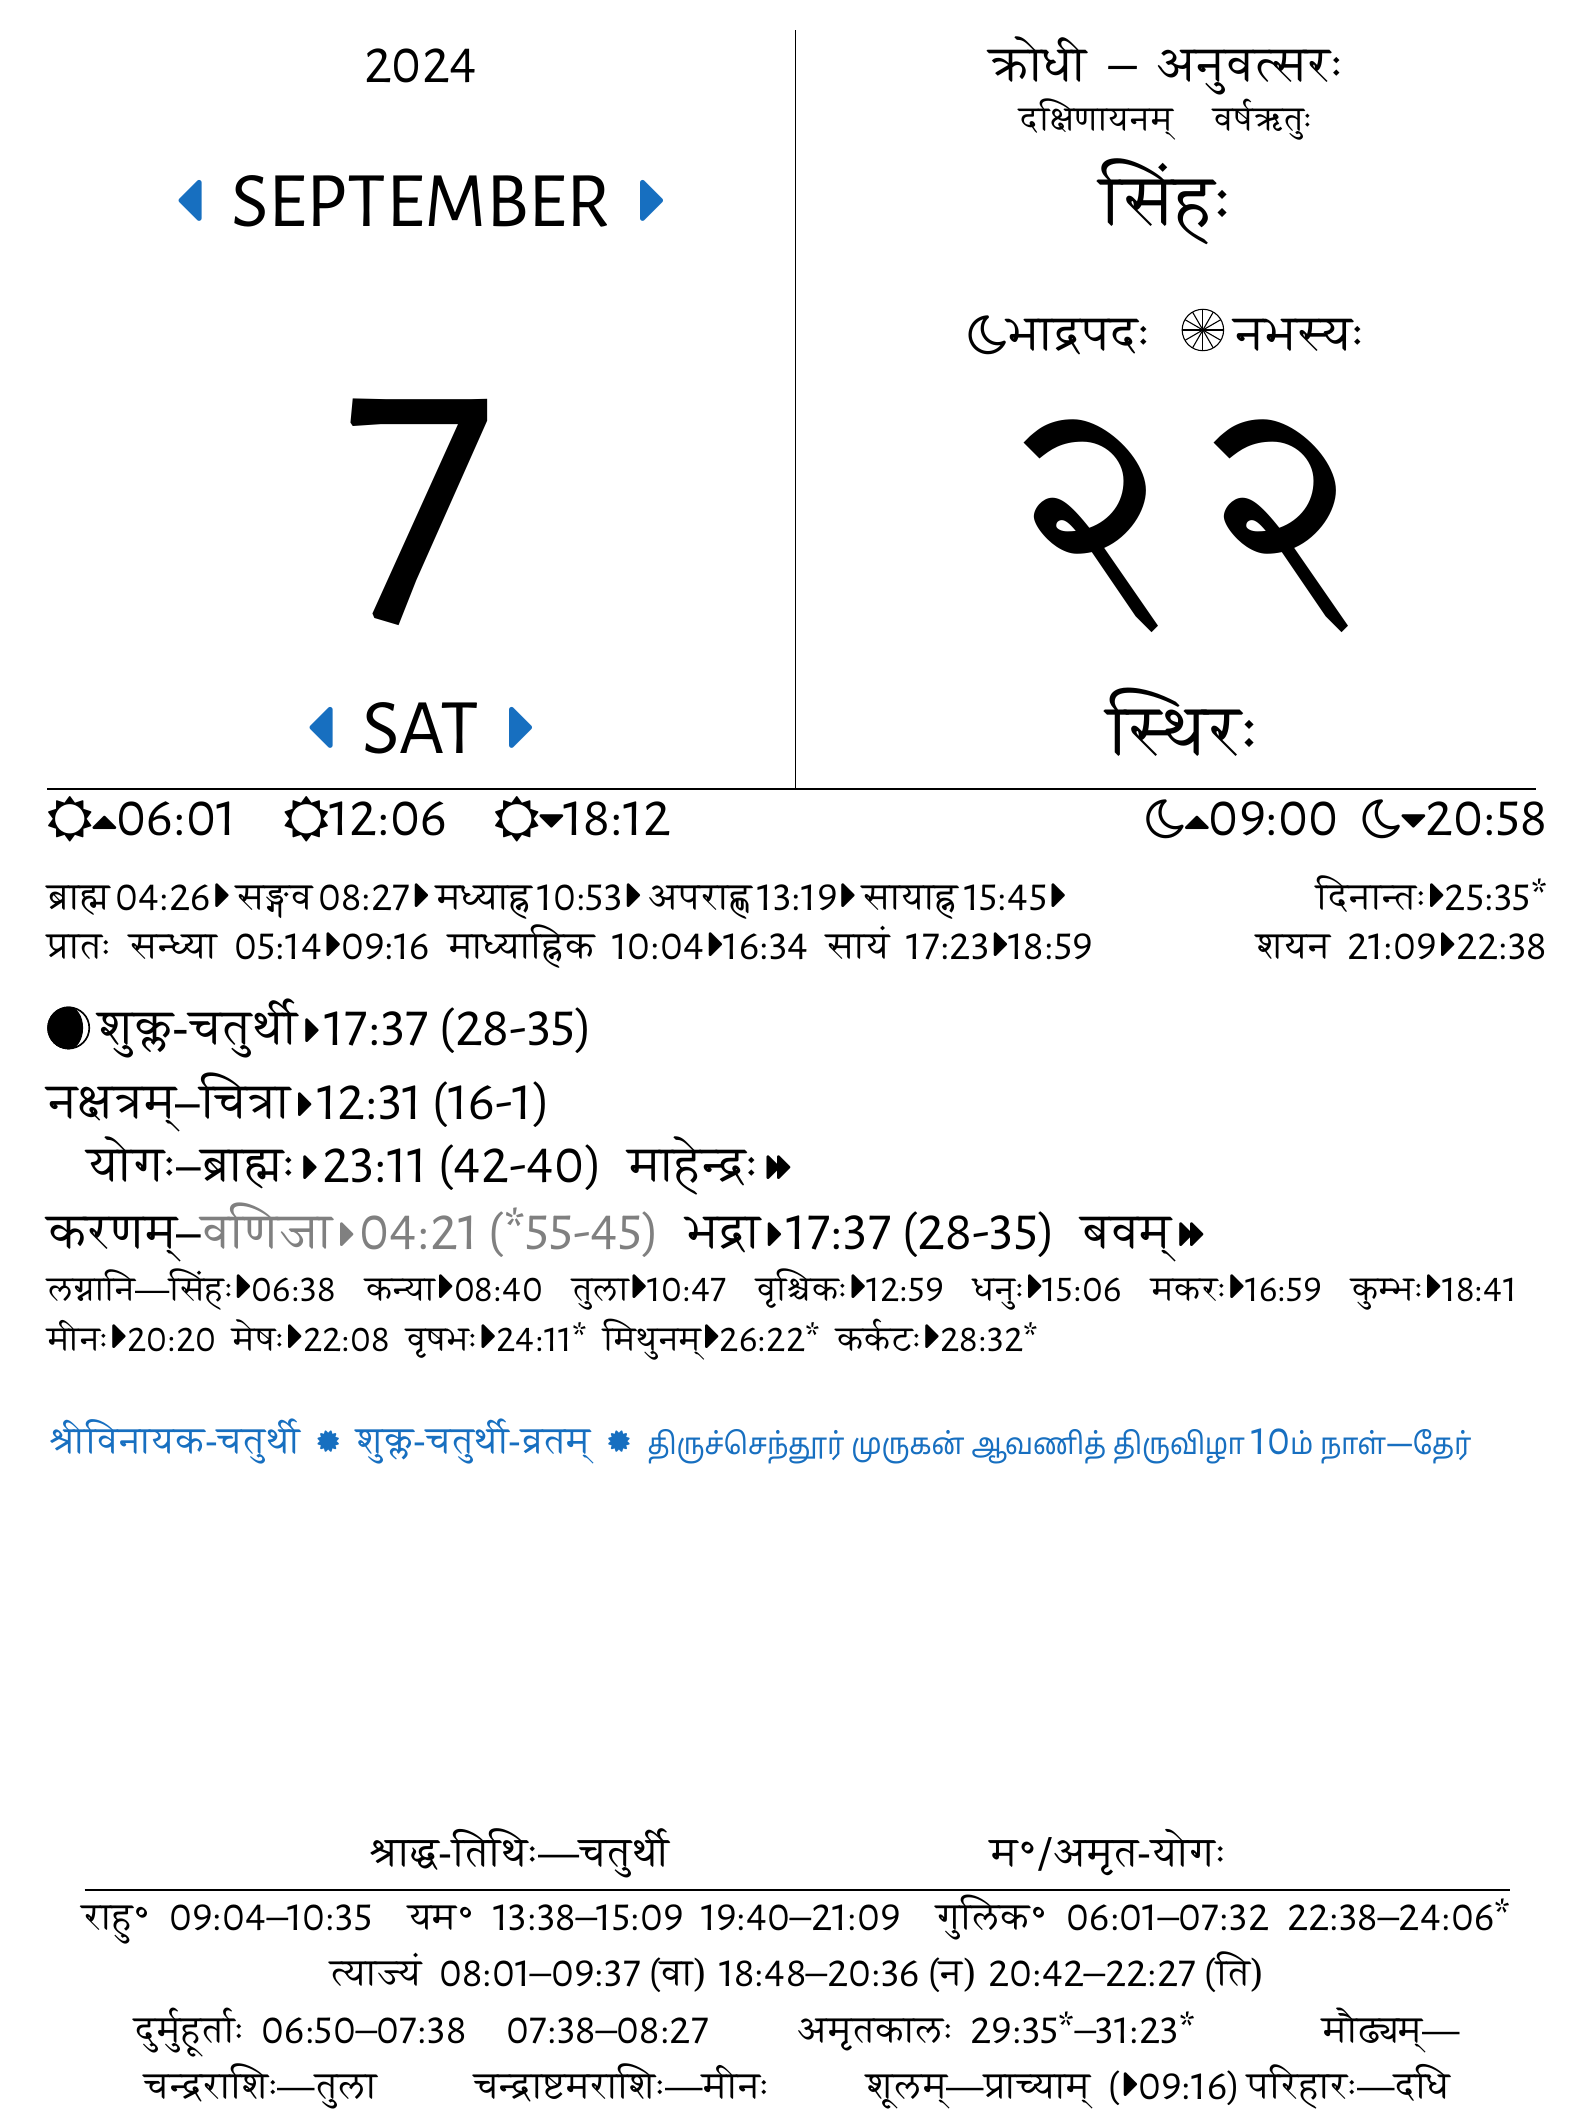 2024
SEPTEMBER
7
SAT
क्रोधी – अनुवत्सरः
दक्षिणायनम् वर्षऋतुः
सिंहः
भाद्रपदः नभस्यः
२२
स्थिरः
06:01 12:06 18:12 09:00 20:58
ब्राह्म 04:26 सङ्गव 08:27 मध्याह्न 10:53 अपराह्ण 13:19 सायाह्न 15:45 दिनान्तः 25:35*
प्रातः सन्ध्या 05:14 09:16 माध्याह्निक 10:04 16:34 सायं 17:23 18:59 शयन 21:09 22:38
शुक्ल-चतुर्थी 17:37 (28-35)
नक्षत्रम्–चित्रा 12:31 (16-1)
योगः–ब्राह्मः 23:11 (42-40) माहेन्द्रः
करणम्–वणिजा 04:21 (*55-45) भद्रा 17:37 (28-35) बवम्
लग्नानि—सिंहः 06:38 कन्या 08:40 तुला 10:47 वृश्चिकः 12:59 धनुः 15:06 मकरः 16:59 कुम्भः 18:41
मीनः 20:20 मेषः 22:08 वृषभः 24:11* मिथुनम् 26:22* कर्कटः 28:32*
श्रीविनायक-चतुर्थी ✹ शुक्ल-चतुर्थी-व्रतम् ✹ திருச்செந்தூர் முருகன் ஆவணித் திருவிழா 10ம் நாள்—தேர்
श्राद्ध-तिथिः—चतुर्थी म°/अमृत-योगः
राहु° 09:04–10:35 यम° 13:38–15:09 19:40–21:09 गुलिक° 06:01–07:32 22:38–24:06*
त्याज्यं 08:01–09:37 (वा) 18:48–20:36 (न) 20:42–22:27 (ति)
दुर्मुहूर्ताः 06:50–07:38 07:38–08:27 अमृतकालः 29:35*–31:23* मौढ्यम्—
चन्द्रराशिः—तुला चन्द्राष्टमराशिः—मीनः शूलम्—प्राच्याम् (09:16) परिहारः—दधि